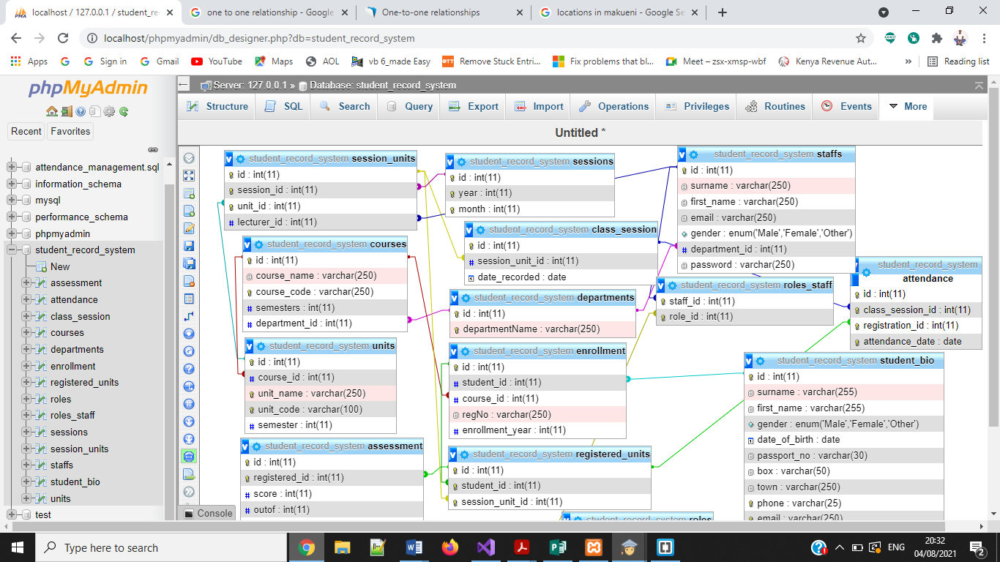 localhost / 127.0.0.1 / student_re
one to one relationship - Google
One-to-one relationships
locations in makueni - Google Se
localhost/phpmyadmin/db_designer.php?db=student_record_system
Apps
Sign in
Gmail
YouTube
Maps
AOL
vb 6_made Easy
Remove Stuck Entri...
Fix problems that bl...
Meet – zsx-xmsp-wbf
Kenya Revenue Aut...
»
Reading list
phpMyAdmin
Recent
Favorites
attendance_management.sql
information_schema
mysql
performance_schema
phpmyadmin
student_record_system
New
assessment
attendance
class_session
courses
departments
enrollment
registered_units
roles
roles_staff
sessions
session_units
staffs
student_bio
units
test
Server: 127.0.0.1 » Database: student_record_system
Structure
SQL
Search
Query
Export
Import
Operations
Privileges
Routines
Events
More
Untitled *
student_record_system session_units
id : int(11)
session_id : int(11)
unit_id : int(11)
lecturer_id : int(11)
student_record_system sessions
id : int(11)
year : int(11)
month : int(11)
student_record_system staffs
id : int(11)
surname : varchar(250)
first_name : varchar(250)
email : varchar(250)
gender : enum('Male','Female','Other')
department_id : int(11)
password : varchar(250)
student_record_system class_session
id : int(11)
session_unit_id : int(11)
date_recorded : date
student_record_system courses
id : int(11)
course_name : varchar(250)
course_code : varchar(250)
semesters : int(11)
department_id : int(11)
student_record_system attendance
id : int(11)
class_session_id : int(11)
registration_id : int(11)
attendance_date : date
student_record_system roles_staff
staff_id : int(11)
role_id : int(11)
student_record_system departments
id : int(11)
departmentName : varchar(250)
student_record_system units
id : int(11)
course_id : int(11)
unit_name : varchar(250)
unit_code : varchar(100)
semester : int(11)
student_record_system enrollment
id : int(11)
student_id : int(11)
course_id : int(11)
regNo : varchar(250)
enrollment_year : int(11)
student_record_system student_bio
id : int(11)
surname : varchar(255)
first_name : varchar(255)
gender : enum('Male','Female','Other')
date_of_birth : date
passport_no : varchar(30)
box : varchar(50)
town : varchar(250)
phone : varchar(25)
email : varchar(250)
student_record_system assessment
id : int(11)
registered_id : int(11)
score : int(11)
outof : int(11)
student_record_system registered_units
id : int(11)
student_id : int(11)
session_unit_id : int(11)
student_record_system roles
Console
Type here to search
ENG
20:32
04/08/2021
2